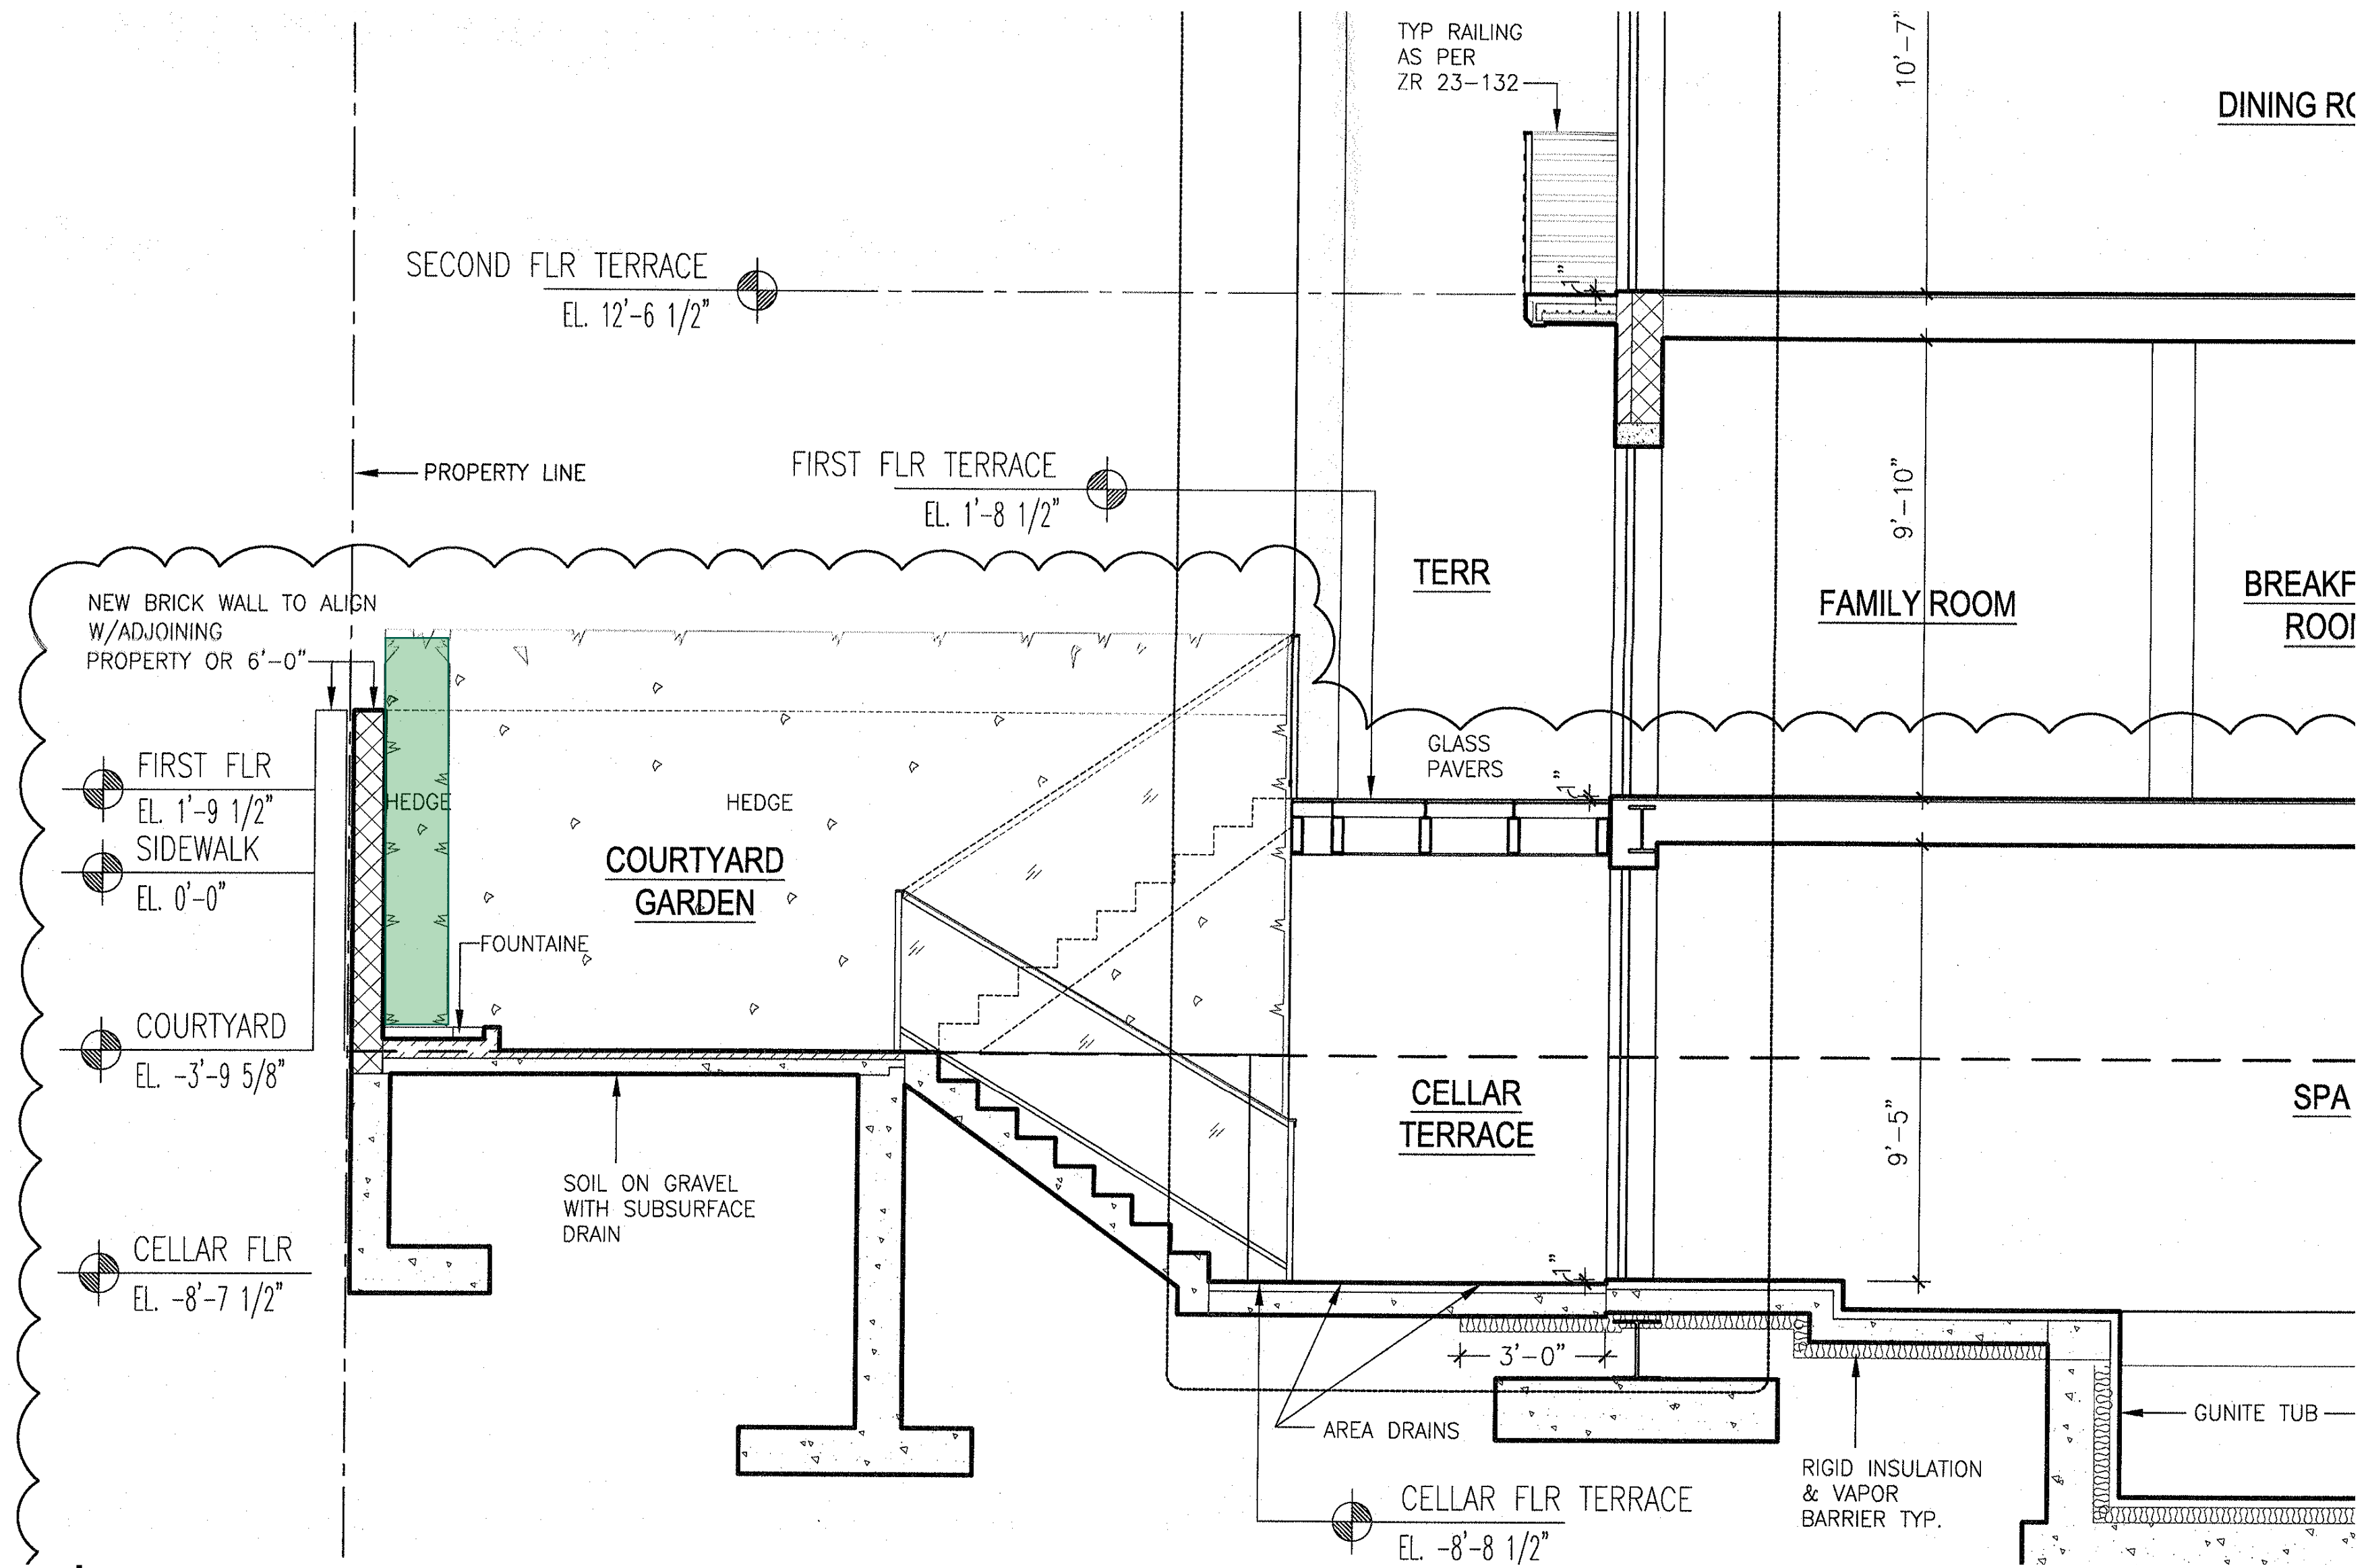 TYP RAILING
AS PER
ZR 23-132
10'-7"
DINING RO
SECOND FLR TERRACE
EL. 12'-6 1/2"
1"
PROPERTY LINE
FIRST FLR TERRACE
EL. 1'-8 1/2"
9'-10"
TERR
FAMILY ROOM
BREAKF
ROO
NEW BRICK WALL TO ALIGN
W/ADJOINING
PROPERTY OR 6'-0"
GLASS
PAVERS
1"
FIRST FLR
EL. 1'-9 1/2"
HEDGE
HEDGE
SIDEWALK
EL. 0'-0"
COURTYARD
GARDEN
FOUNTAINE
COURTYARD
EL. -3'-9 5/8"
CELLAR
TERRACE
9'-5"
SPA
SOIL ON GRAVEL
WITH SUBSURFACE
DRAIN
CELLAR FLR
EL. -8'-7 1/2"
1"
3'-0"
AREA DRAINS
GUNITE TUB
RIGID INSULATION
& VAPOR
BARRIER TYP.
CELLAR FLR TERRACE
EL. -8'-8 1/2"